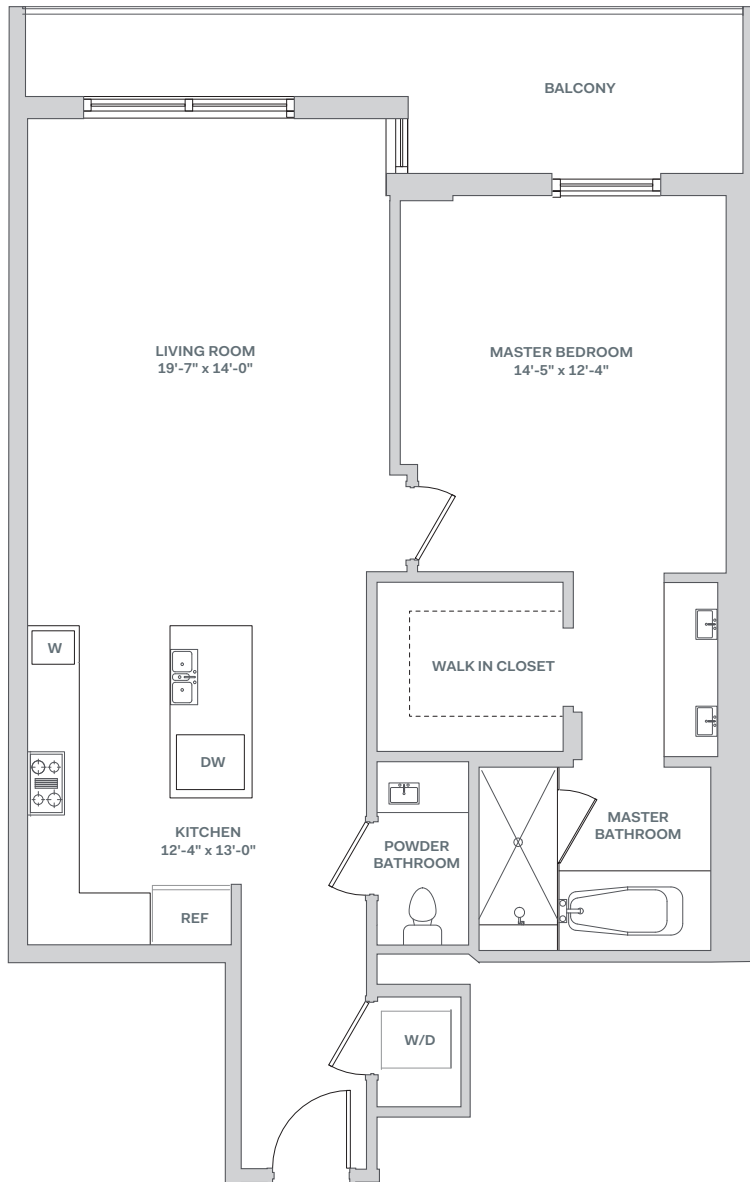 BALCONY
LIVING ROOM
19'-7" x 14'-0"
MASTER BEDROOM
14'-5" x 12'-4"
W
WALK IN CLOSET
DW
KITCHEN
12'-4" x 13'-0"
MASTER
BATHROOM
POWDER
BATHROOM
REF
W/D